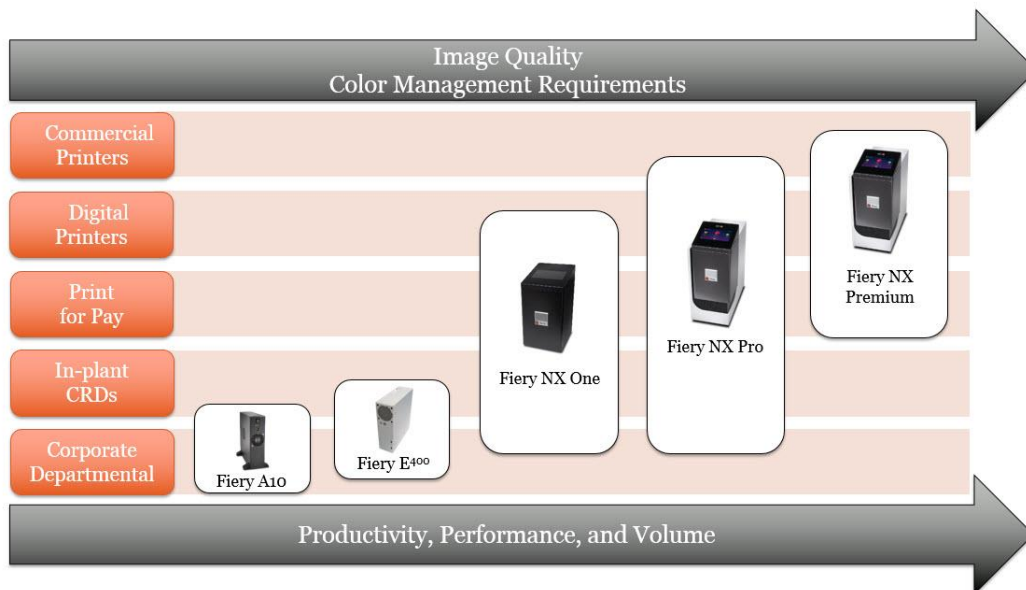 Image Quality
Color Management Requirements
Commercial
Printers
Digital
Printers
Print
for Pay
In-plant
CRDs
Corporate
Departmental
Fiery A10
Fiery E400
Fiery NX One
Fiery NX Pro
Fiery NX
Premium
Productivity, Performance, and Volume